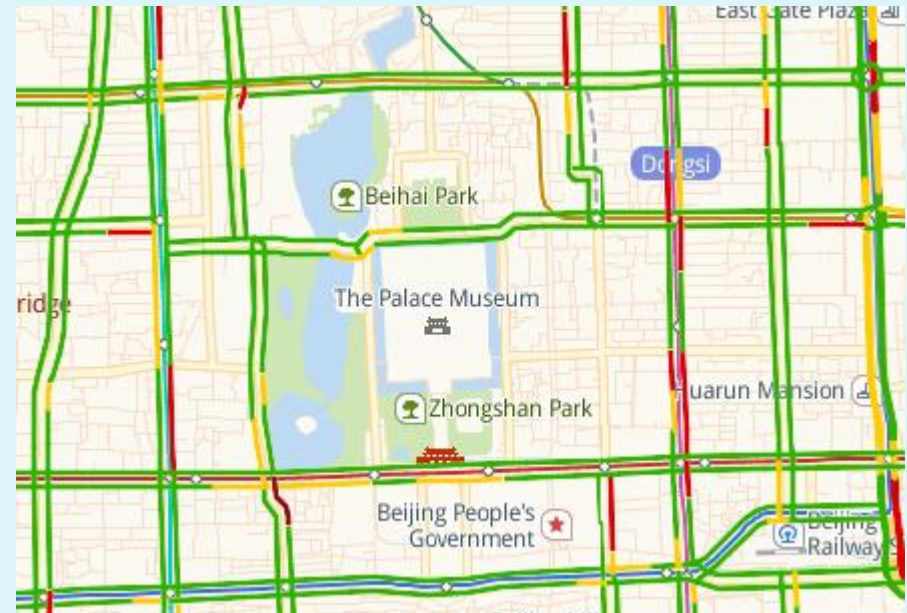 East Gate Plaza
Dongsi
Beihai Park
ridge
The Palace Museum
uarun Mansion
Zhongshan Park
Beijing People's
Government
Beijing
Railway